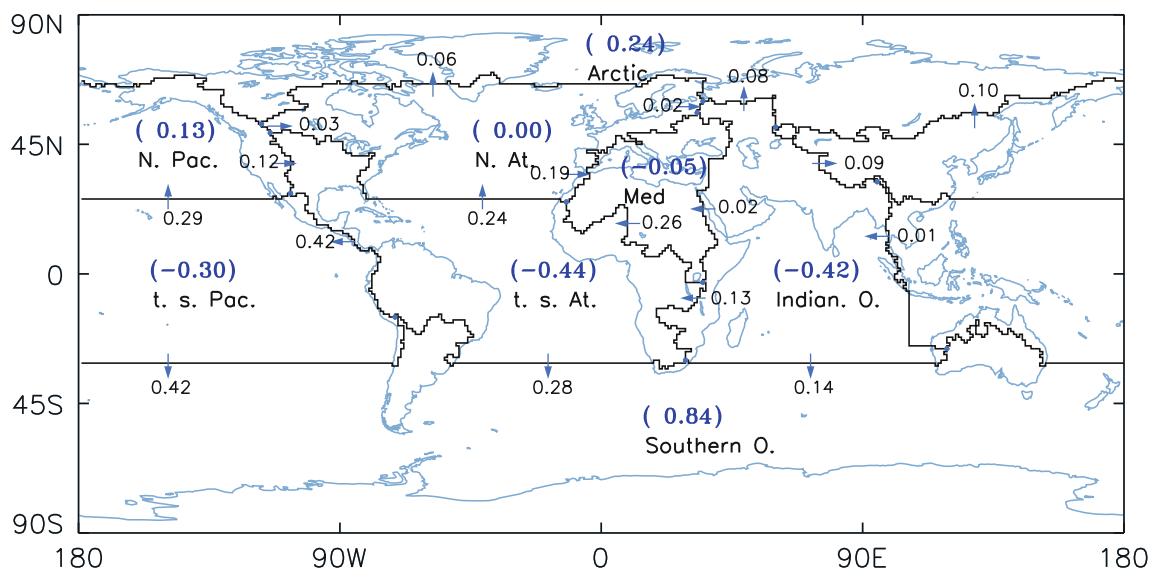 90N
( 0.24)
0.06
Arctic
0.08
0.10
0.02
( 0.13)
0.03
(0.00)
45N
N. Pac.
0.12
N. At.
0.19
(−0.05)
0.09
Med
0.29
0.24
0.26
0.02
0.42
0.01
(−0.30)
(−0.44)
(−0.42)
0
t. s. Pac.
t. s. At.
0.13
Indian. O.
0.42
0.28
0.14
45S
( 0.84)
Southern O.
90S
180
90W
0
90E
180